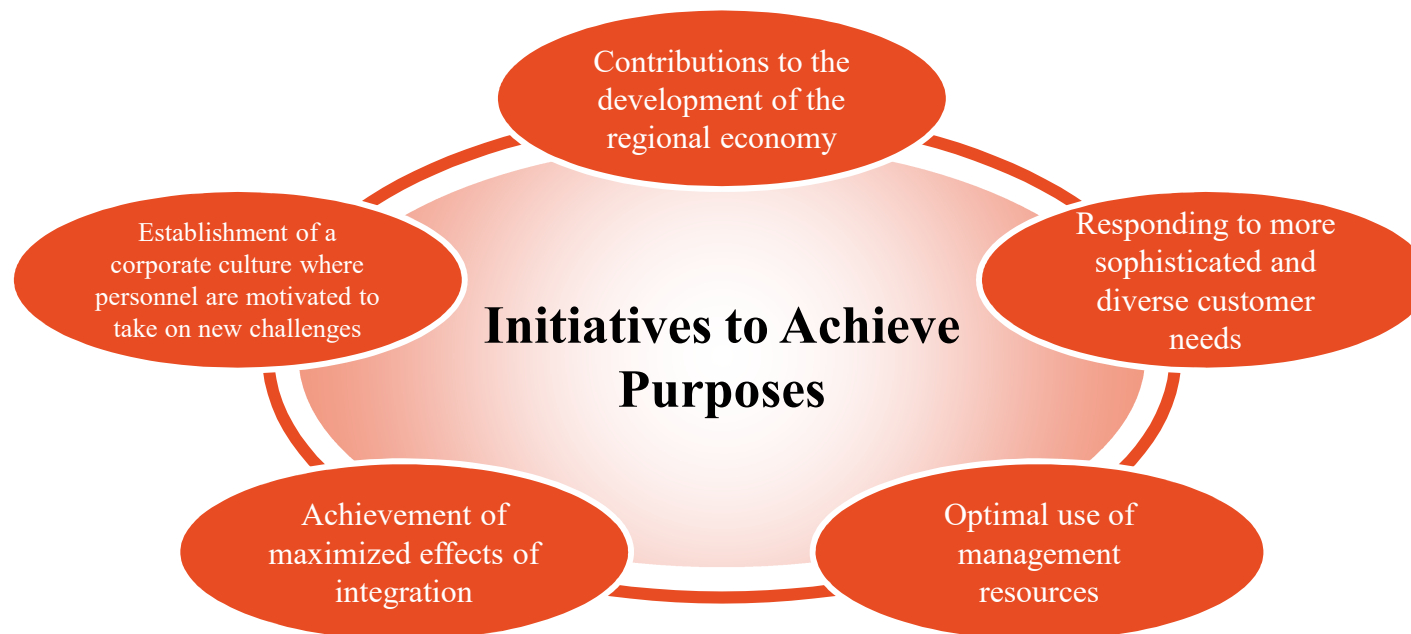 Contributions to the
development of the
regional economy
Responding to more
sophisticated and
diverse customer
needs
Optimal use of
management
resources
Achievement of
maximized effects of
integration
Establishment of a
corporate culture where
personnel are motivated to
take on new challenges
Initiatives to Achieve
Purposes